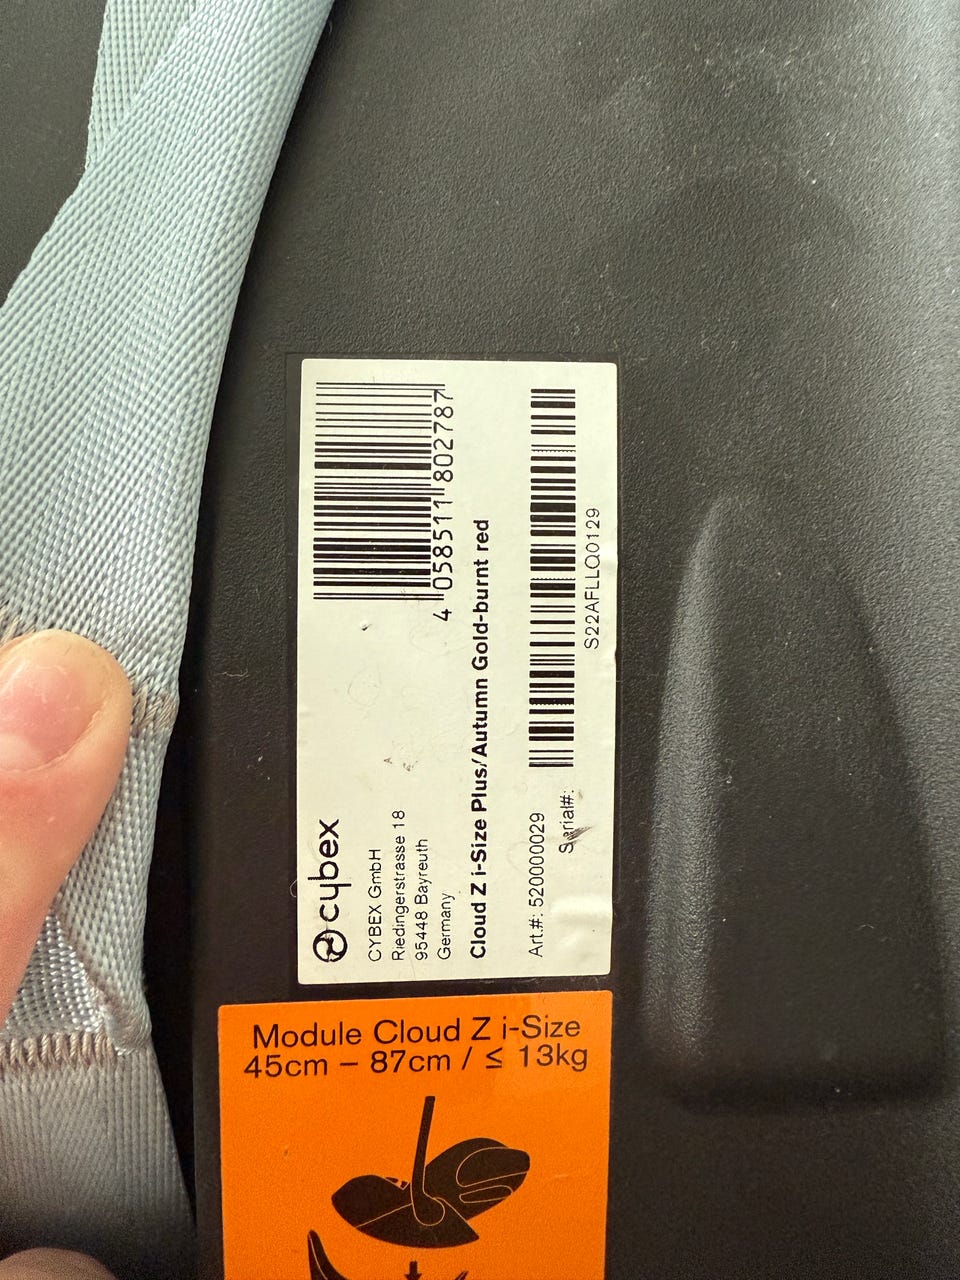 cybex
CYBEX GmbH
Riedingerstrasse 18
95448 Bayreuth
Germany
4 058511 802787
Cloud Z i-Size Plus/Autumn Gold-burnt red
Art.#: 520000029
Serial#:
S22AFLLQ0129
Module Cloud Z i-Size
45cm – 87cm / ≤ 13kg